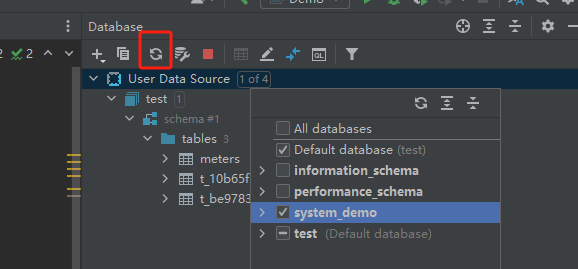 Demo
Database
2 2
QL
User Data Source 1 of 4
test 1
schema #1
tables 3
meters
t_10b65f
t_be9783
All databases
Default database (test)
information_schema
performance_schema
system_demo
test (Default database)